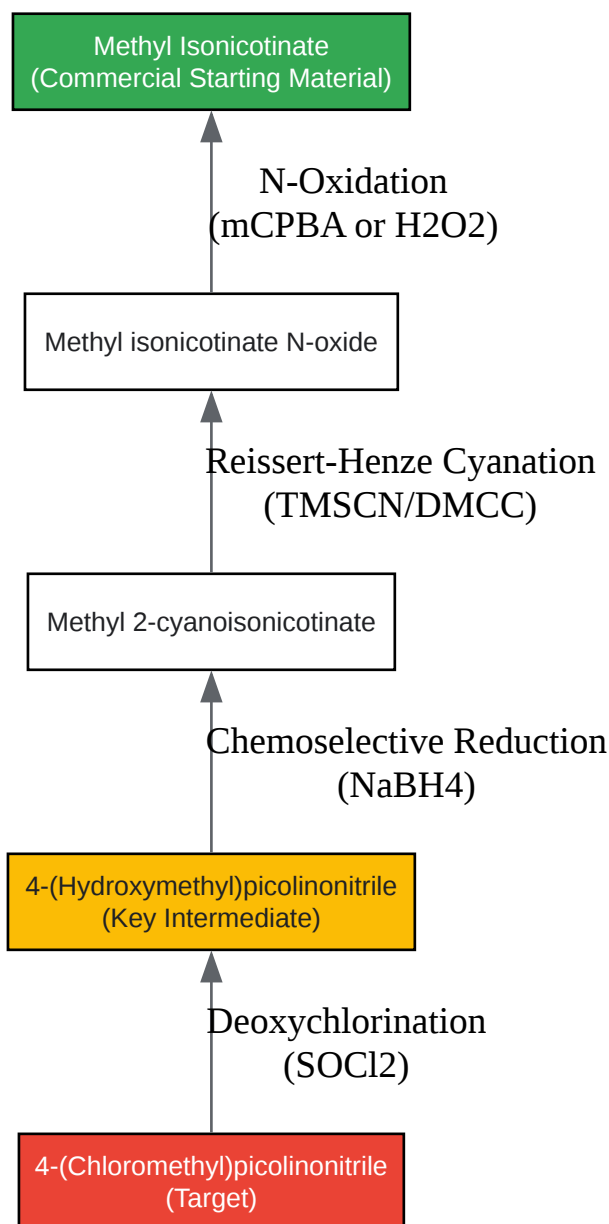 Methyl Isonicotinate
(Commercial Starting Material)
N-Oxidation
(mCPBA or H2O2)
Methyl isonicotinate N-oxide
Reissert-Henze Cyanation
(TMSCN/DMCC)
Methyl 2-cyanoisonicotinate
Chemoselective Reduction
(NaBH4)
4-(Hydroxymethyl)picolinonitrile
(Key Intermediate)
Deoxychlorination
(SOCl2)
4-(Chloromethyl)picolinonitrile
(Target)